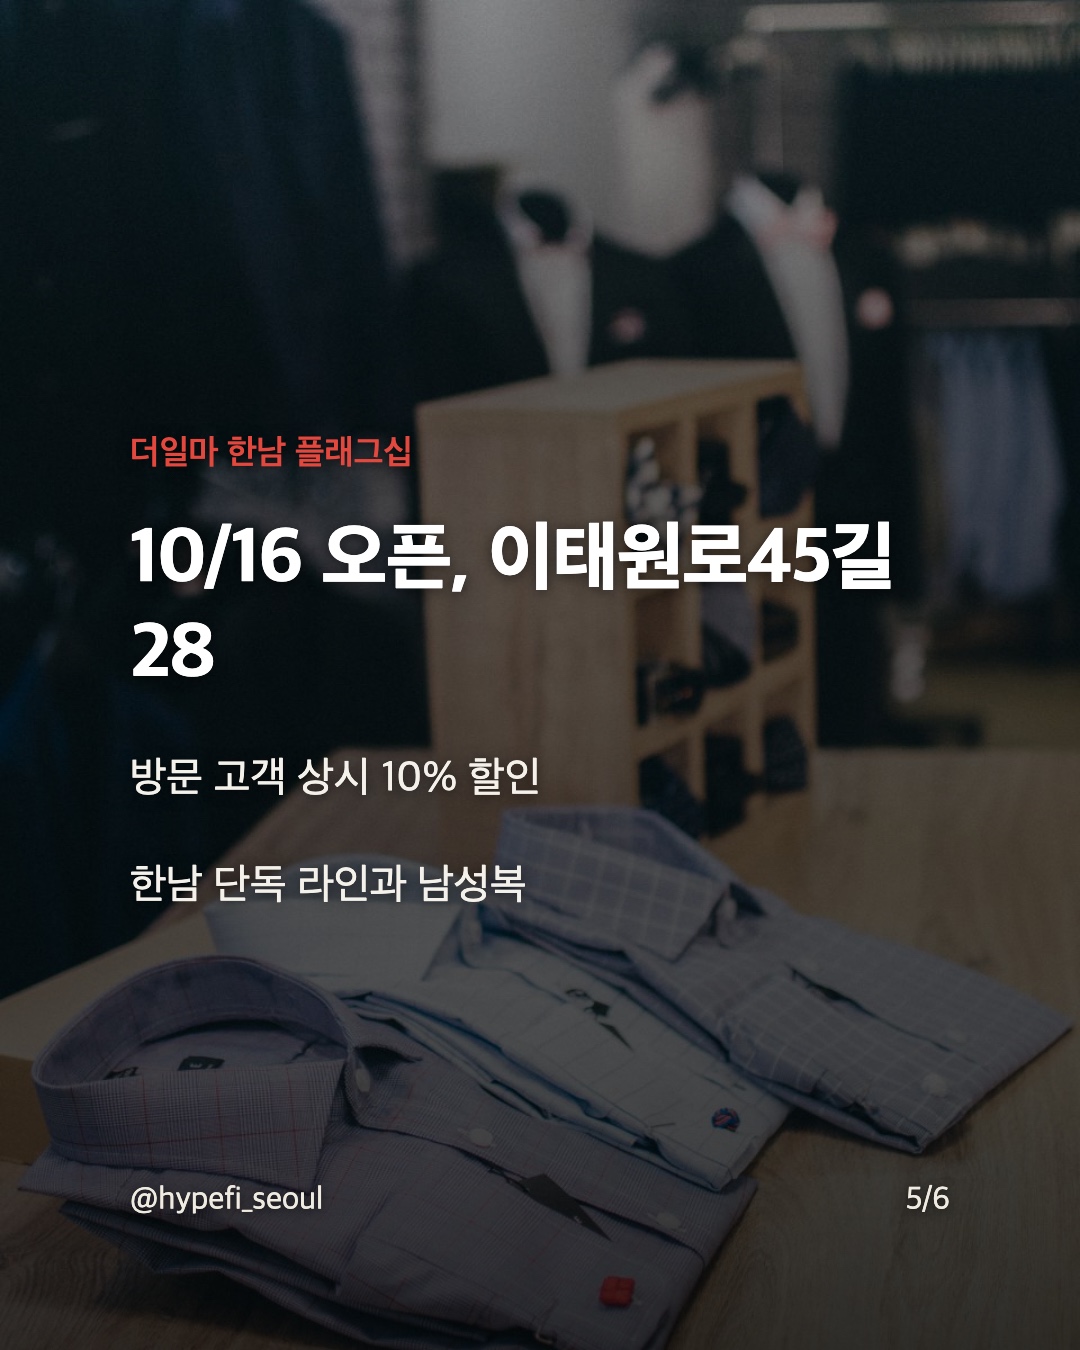 더일마 한남 플래그십
10/16 오픈, 이태원로45길
28
방문 고객 상시 10% 할인
한남 단독 라인과 남성복
@hypefi_seoul
5/6